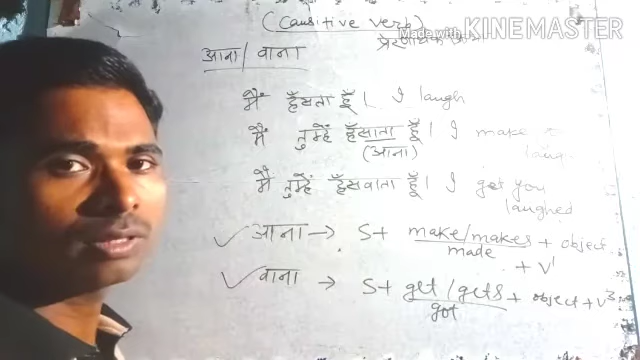 (Causitive verb)
Made with KINEMASTER
प्रेरणार्थक क्रिया
आना / वाना
मैं हँसता हूँ। I laugh
मैं तुम्हें हँसाता हूँ। I make
(आना) laug
मैं तुम्हें हँसवाता हूँ। I get you
laughed
आना → S+ make/makes + object
made + V¹
वाना → S+ get/gets + object + V³
got